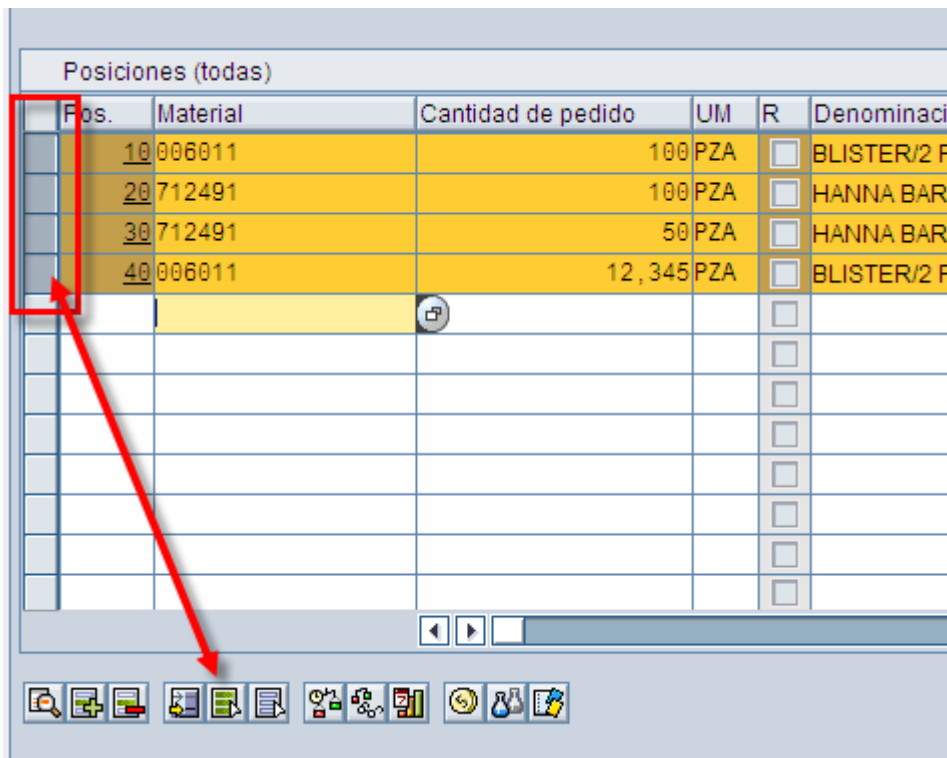 Posiciones (todas)
Pos. Material Cantidad de pedido UM R Denominaci
10 006011 100 PZA BLISTER/2 P
20 712491 100 PZA HANNA BAR
30 712491 50 PZA HANNA BAR
40 006011 12,345 PZA BLISTER/2 P